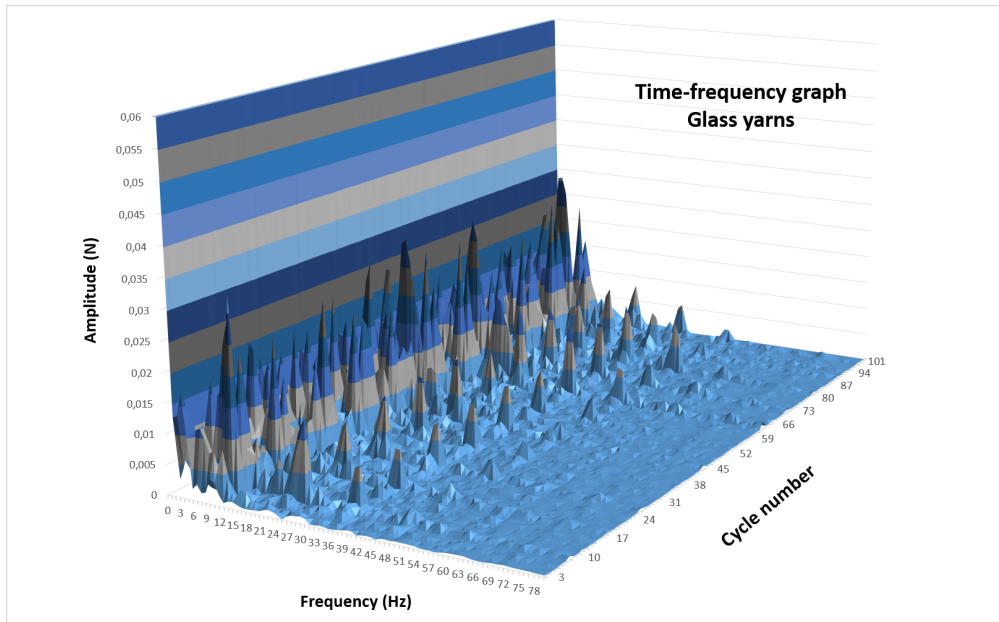 Time-frequency graph
Glass yarns
0,06
0,055
0,05
0,045
0,04
0,035
0,03
0,025
0,02
0,015
0,01
0,005
0
Amplitude (N)
0 3 6 9 12 15 18 21 24 27 30 33 36 39 42 45 48 51 54 57 60 63 66 69 72 75 78
Frequency (Hz)
3 10 17 24 31 38 45 52 59 66 73 80 87 94 101
Cycle number